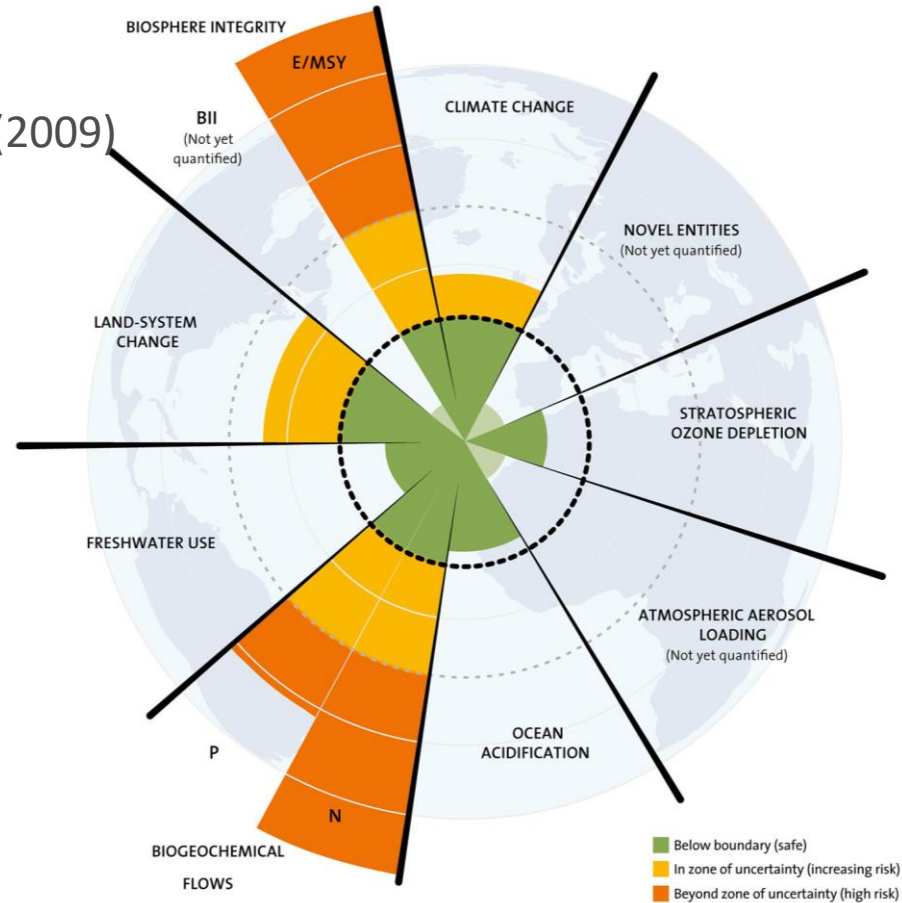 BIOSPHERE INTEGRITY
E/MSY
CLIMATE CHANGE
(2009)
BII
(Not yet
quantified)
NOVEL ENTITIES
(Not yet quantified)
LAND-SYSTEM
CHANGE
STRATOSPHERIC
OZONE DEPLETION
FRESHWATER USE
ATMOSPHERIC AEROSOL
LOADING
(Not yet quantified)
OCEAN
ACIDIFICATION
P
N
BIOGEOCHEMICAL
FLOWS
Below boundary (safe)
In zone of uncertainty (increasing risk)
Beyond zone of uncertainty (high risk)